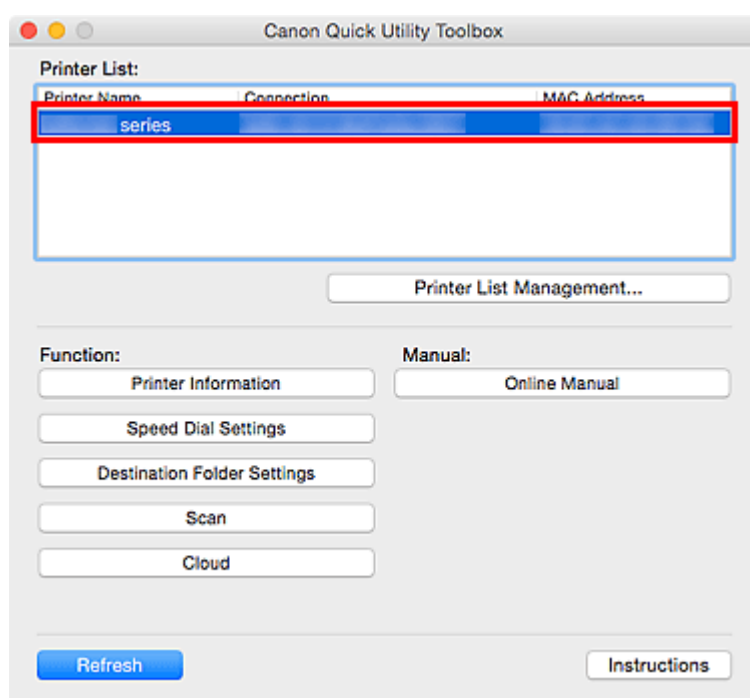 Canon Quick Utility Toolbox
Printer List:
Printer Name Connection MAC Address
series
Printer List Management...
Function: Manual:
Printer Information Online Manual
Speed Dial Settings
Destination Folder Settings
Scan
Cloud
Refresh Instructions